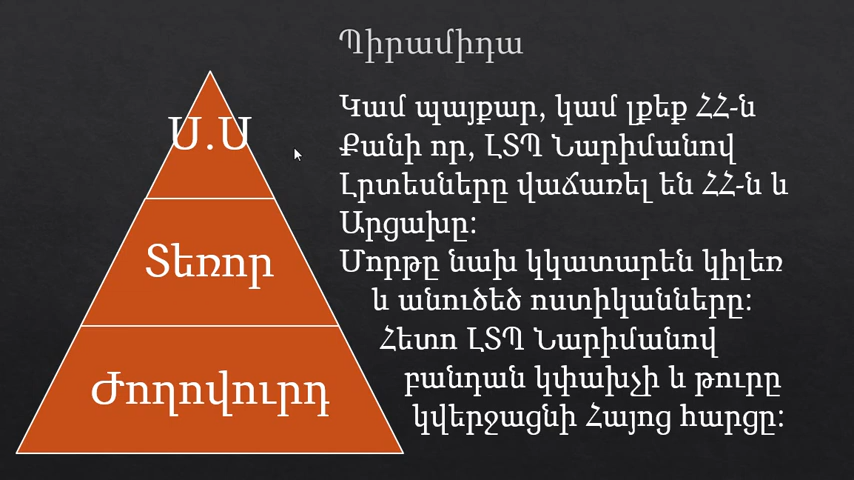 Պիրամիդա
Ս.Ս
Տեռոր
Ժողովուրդ
Կամ պայքար, կամ լքեք ՀՀ-ն
Քանի որ, ԼՏՊ Նարիմանով
Լրտեսները վաճառել են ՀՀ-ն և
Արցախը:
Մորթը նախ կկատարեն կիլեռ
և անուծեծ ոստիկանները:
Հետո ԼՏՊ Նարիմանով
բանդան կփախչի և թուրը
կվերջացնի Հայոց հարցը: